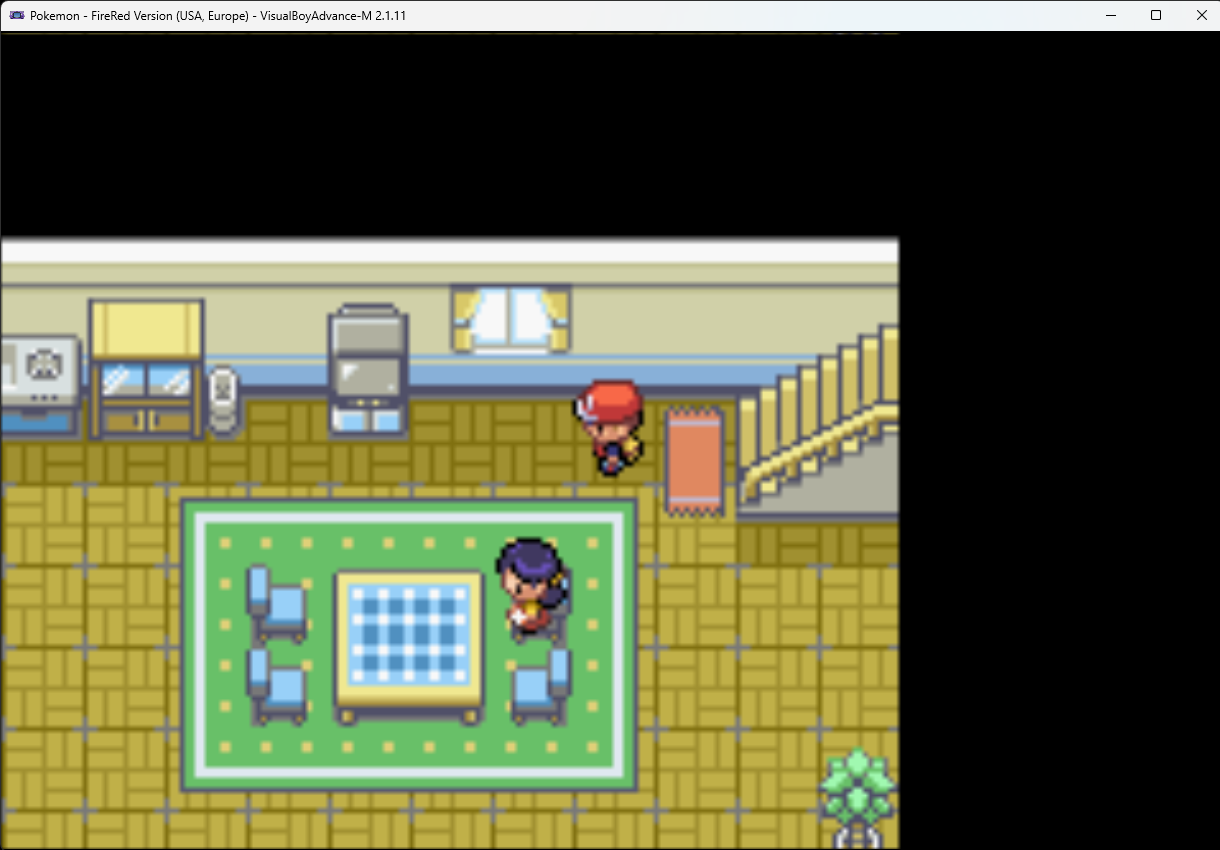 Pokemon - FireRed Version (USA, Europe) - VisualBoyAdvance-M 2.1.11